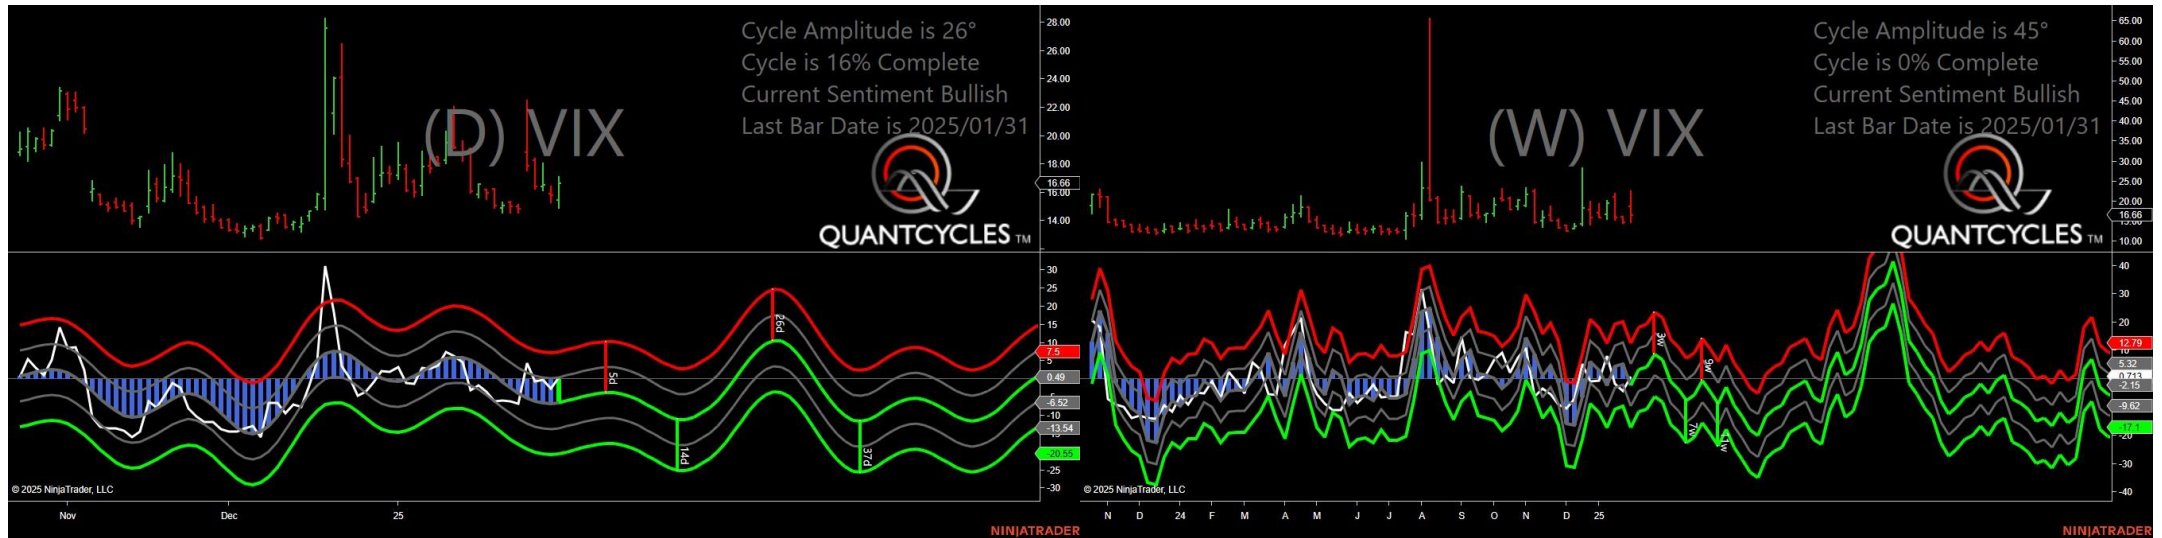 Cycle Amplitude is 26°
Cycle is 16% Complete
Current Sentiment Bullish
Last Bar Date is 2025/01/31
(D) VIX
QUANTCYCLES TM
28.00
26.00
24.00
22.00
20.00
18.00
16.66
16.00
14.00
30
25
20
15
10
7.5
5
0.49
-6.52
-10
-13.54
-20.55
-25
-30
5d
14d
26d
37d
© 2025 NinjaTrader, LLC
Nov Dec 25
NINJATRADER
Cycle Amplitude is 45°
Cycle is 0% Complete
Current Sentiment Bullish
Last Bar Date is 2025/01/31
(W) VIX
QUANTCYCLES TM
65.00
60.00
55.00
50.00
45.00
40.00
35.00
30.00
25.00
20.00
16.66
10.00
40
30
20
12.79
5.32
0.713
-2.15
-9.62
-17.1
-20
-30
-40
3w
9w
7w
11w
© 2025 NinjaTrader, LLC
N D 24 F M A M J J A S O N D 25
NINJATRADER